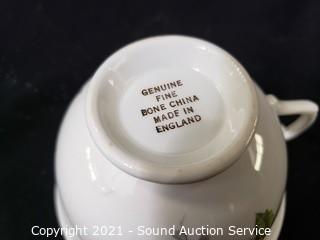 GENUINE
FINE
BONE CHINA
MADE IN
ENGLAND
Copyright 2021 - Sound Auction Service